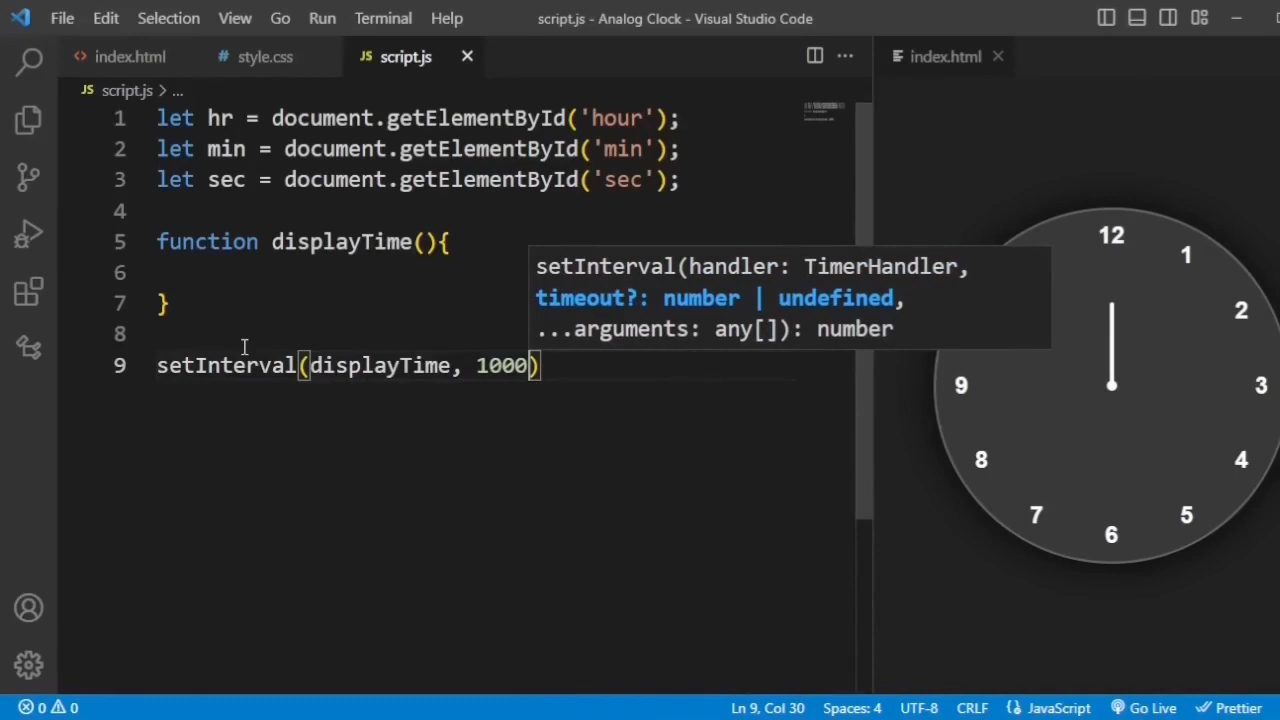 File Edit Selection View Go Run Terminal Help script.js - Analog Clock - Visual Studio Code
index.html # style.css JS script.js index.html
JS script.js > ...
1 let hr = document.getElementById('hour');
2 let min = document.getElementById('min');
3 let sec = document.getElementById('sec');
4
5 function displayTime(){
6
7 }
8
9 setInterval(displayTime, 1000)
setInterval(handler: TimerHandler,
timeout?: number | undefined,
...arguments: any[]): number
12
1
2
9
3
8
4
7
5
6
0 0 Ln 9, Col 30 Spaces: 4 UTF-8 CRLF JavaScript Go Live Prettier